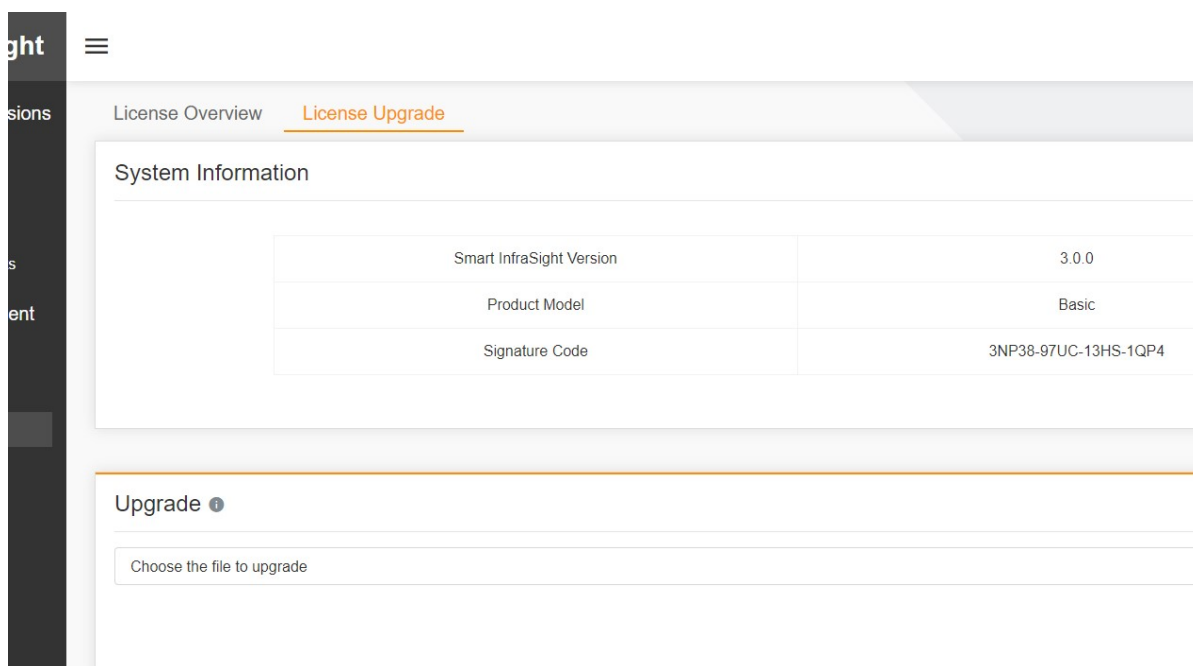 ght
sions
s
ent
License Overview License Upgrade
System Information
Smart InfraSight Version 3.0.0
Product Model Basic
Signature Code 3NP38-97UC-13HS-1QP4
Upgrade
Choose the file to upgrade